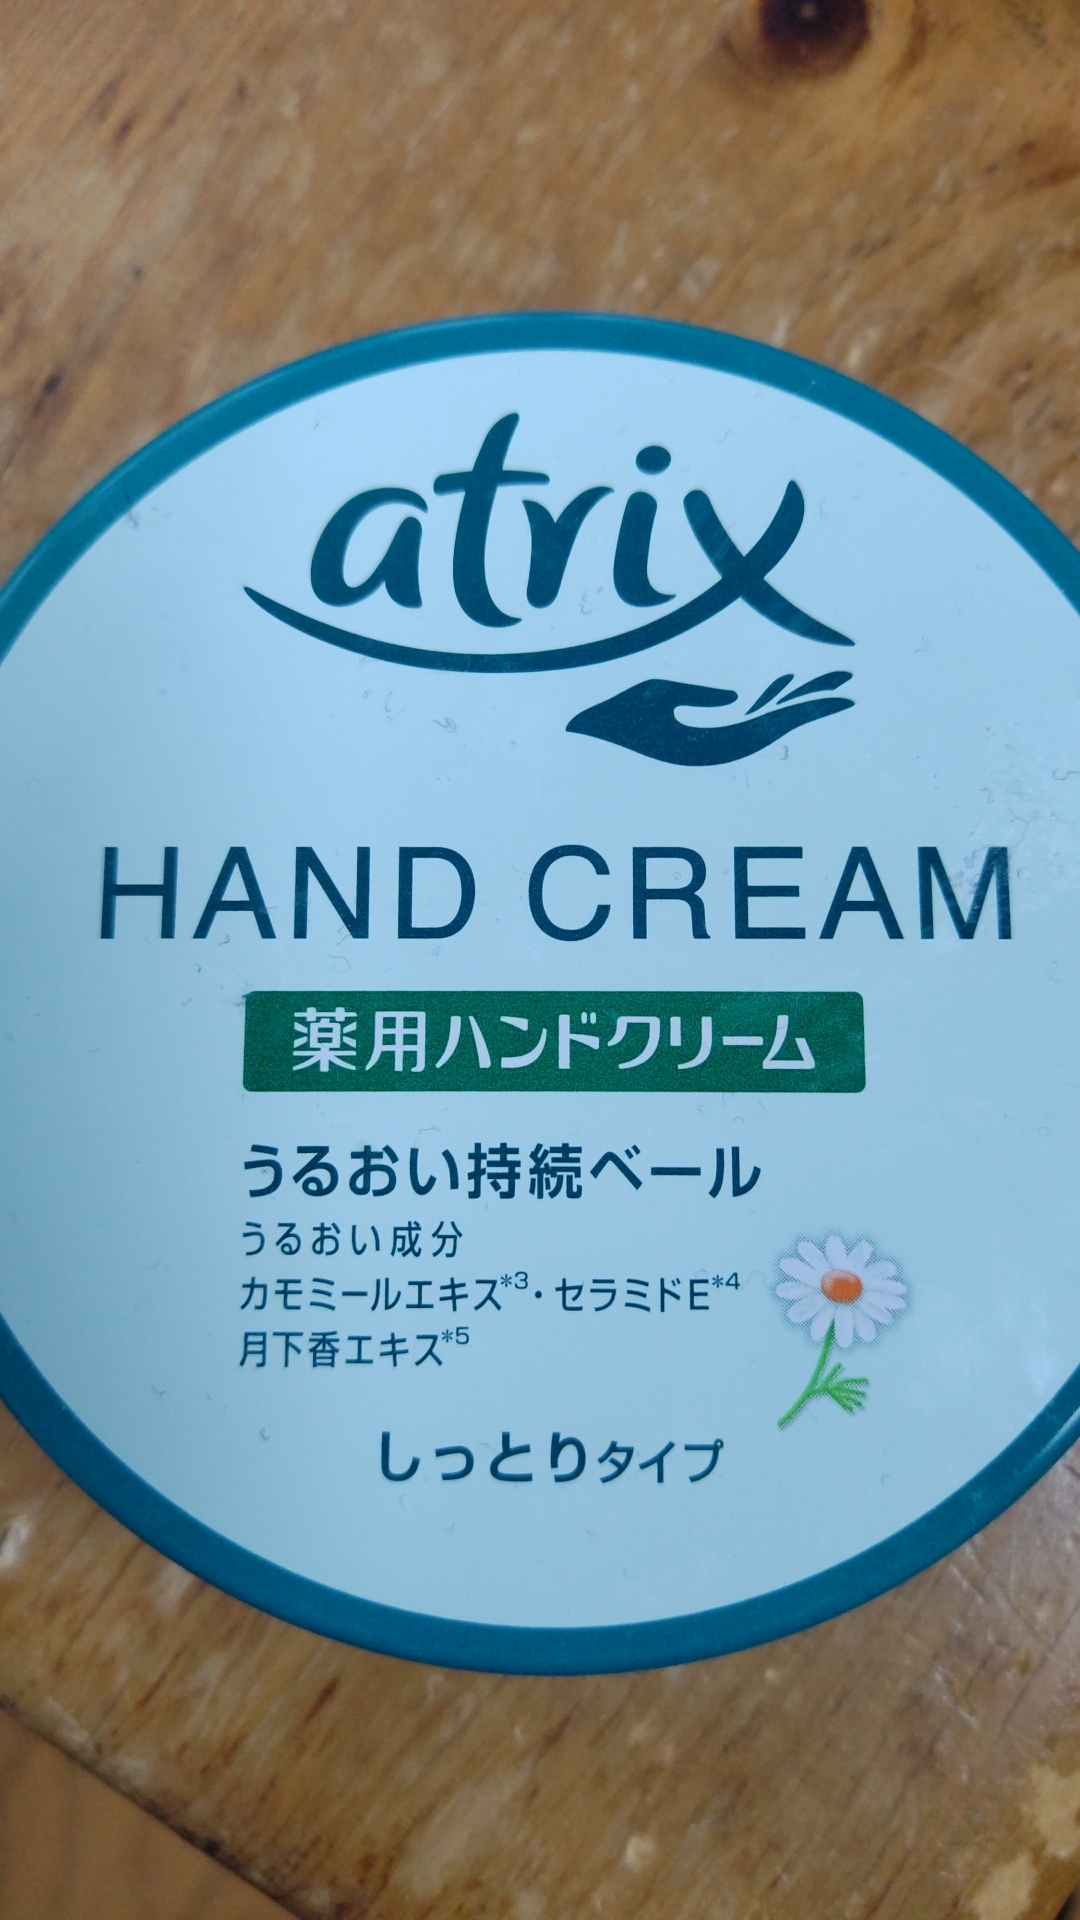 atrix
HAND CREAM
薬用ハンドクリーム
うるおい持続ベール
うるおい成分
カモミールエキス*3・セラミドE*4
月下香エキス*5
しっとりタイプ